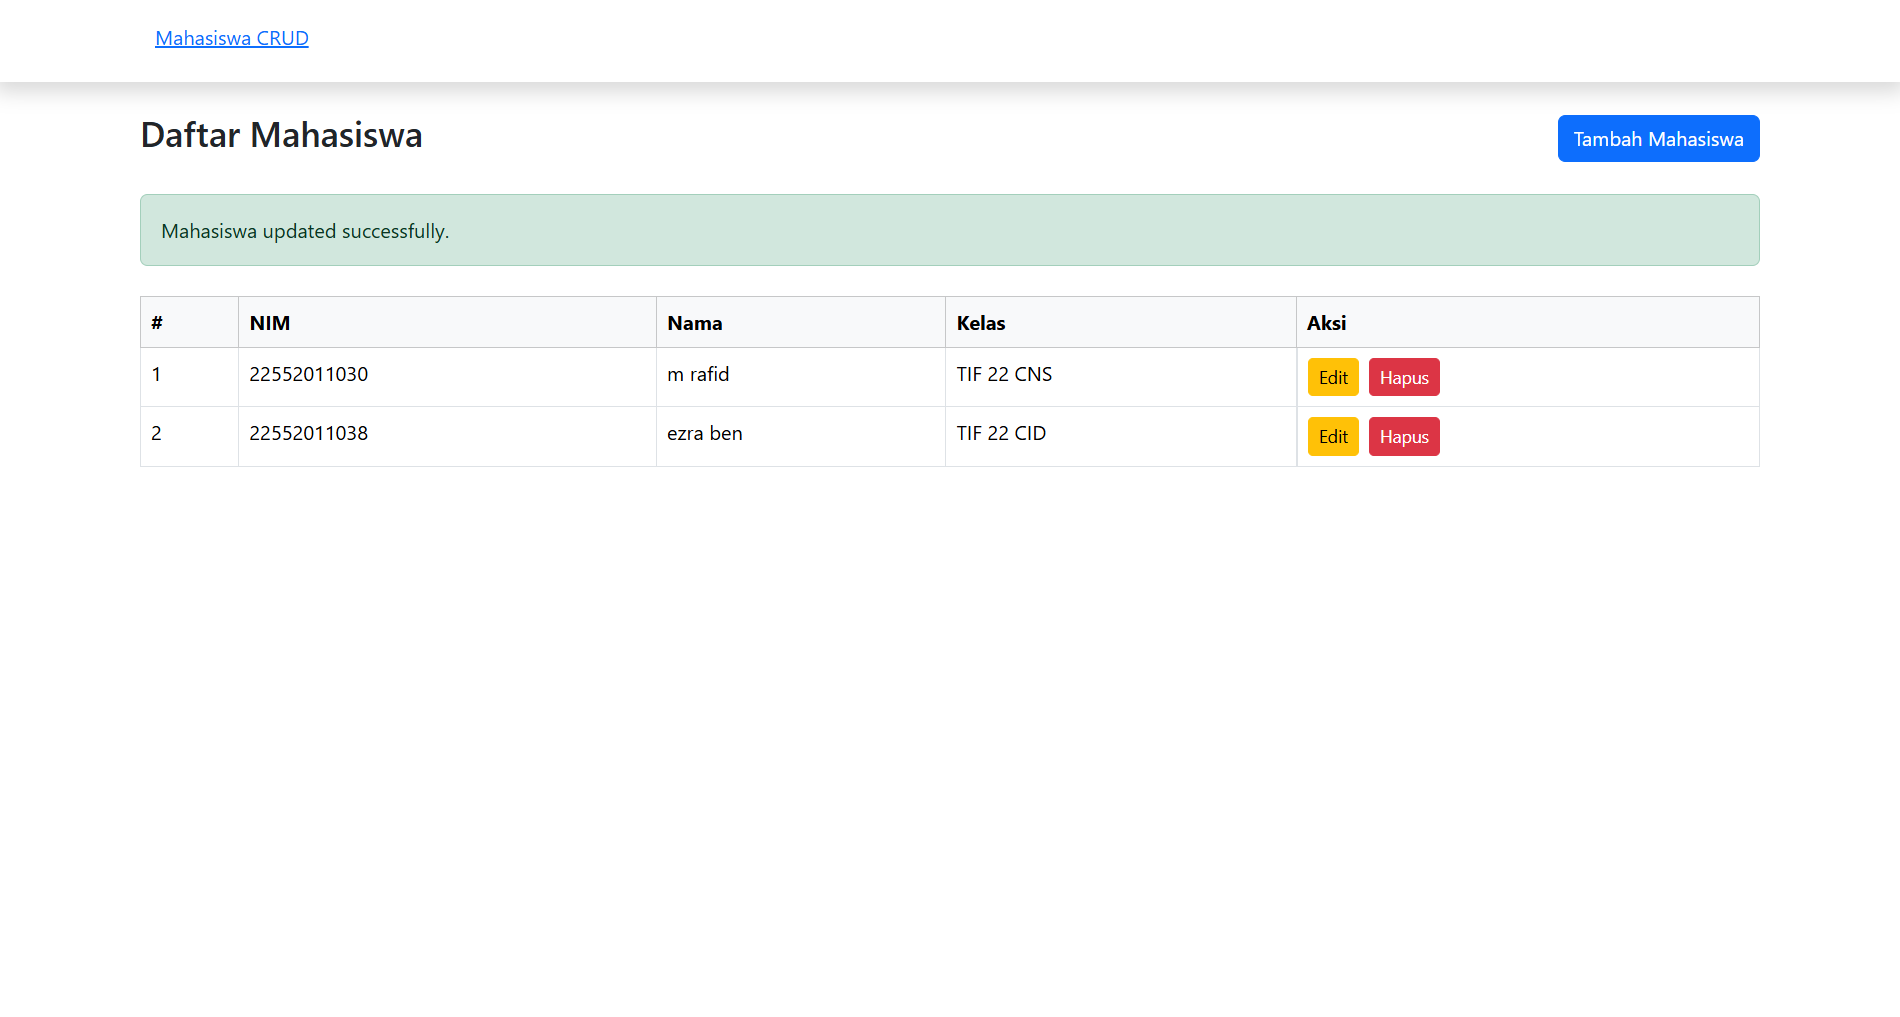 Mahasiswa CRUD
Daftar Mahasiswa
Tambah Mahasiswa
Mahasiswa updated successfully.
# NIM Nama Kelas Aksi
1 22552011030 m rafid TIF 22 CNS Edit Hapus
2 22552011038 ezra ben TIF 22 CID Edit Hapus